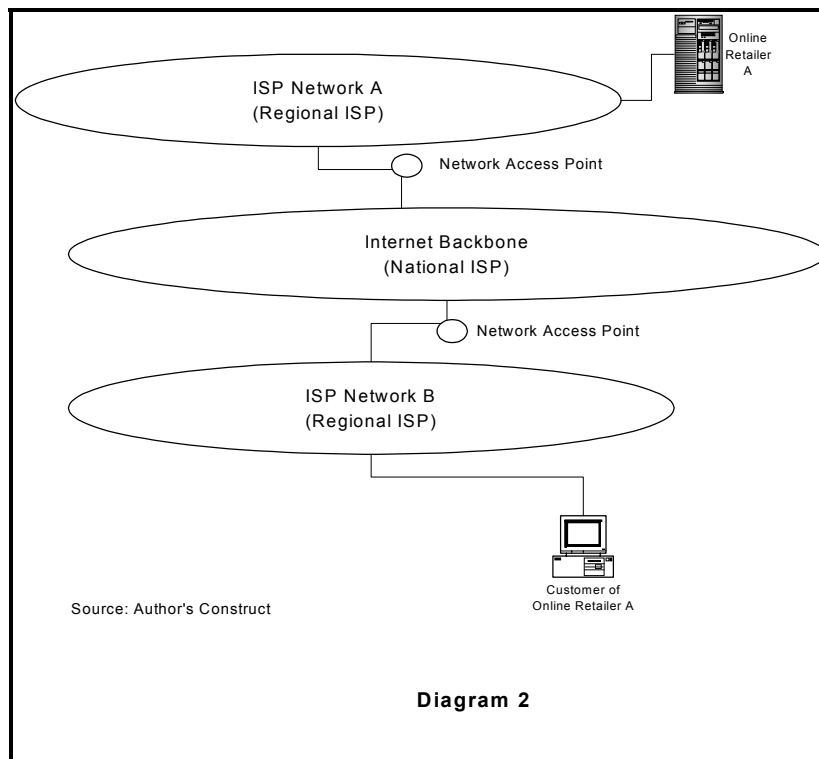 Online
Retailer
A
ISP Network A
(Regional ISP)
Network Access Point
Internet Backbone
(National ISP)
Network Access Point
ISP Network B
(Regional ISP)
Customer of
Online Retailer A
Source: Author's Construct
Diagram 2